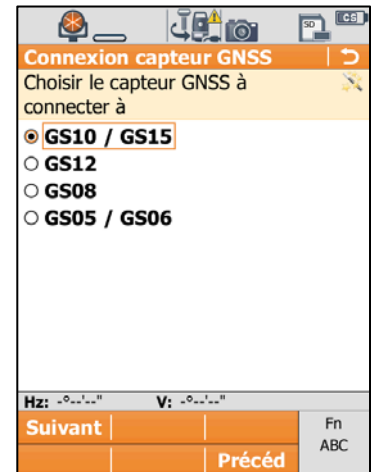 SD CS
Connexion capteur GNSS
Choisir le capteur GNSS à
connecter à
GS10 / GS15
GS12
GS08
GS05 / GS06
Hz: -°--'--" V: -°--'--"
Suivant Fn
ABC
Précéd